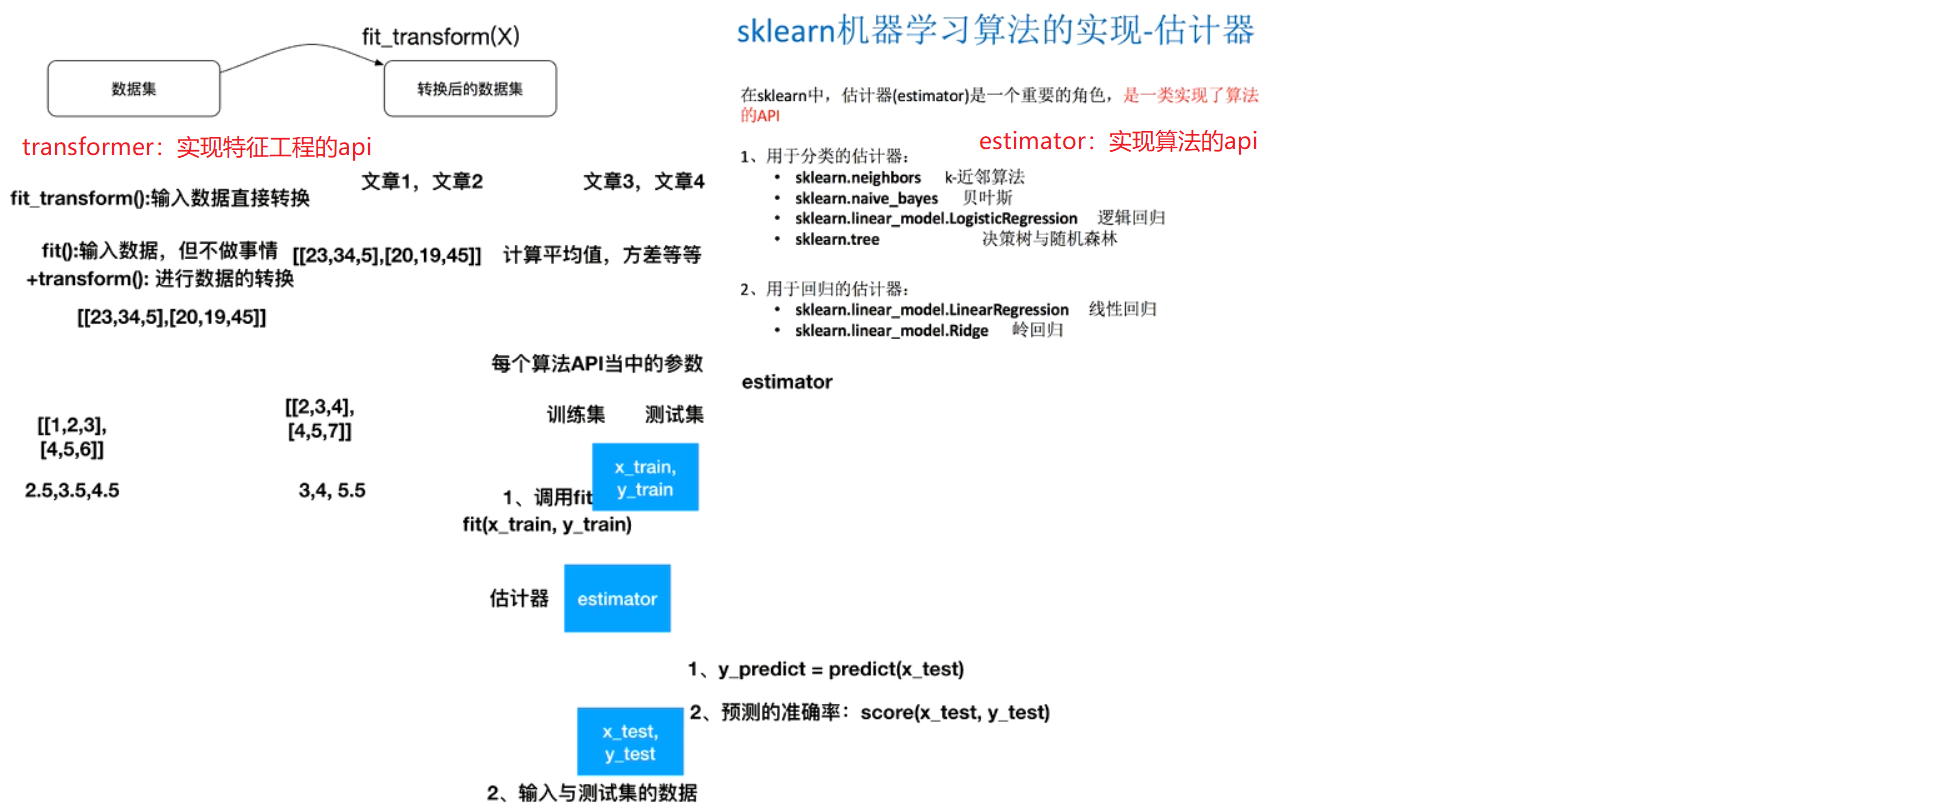 fit_transform(X)
数据集
转换后的数据集
transformer：实现特征工程的api
文章1，文章2
文章3，文章4
fit_transform():输入数据直接转换
fit():输入数据，但不做事情
[[23,34,5],[20,19,45]]
计算平均值，方差等等
+transform(): 进行数据的转换
[[23,34,5],[20,19,45]]
每个算法API当中的参数
[[1,2,3],
[4,5,6]]
[[2,3,4],
[4,5,7]]
2.5,3.5,4.5
3,4, 5.5
训练集
测试集
x_train,
y_train
1、调用fit
fit(x_train, y_train)
估计器
estimator
1、y_predict = predict(x_test)
2、预测的准确率：score(x_test, y_test)
x_test,
y_test
2、输入与测试集的数据
sklearn机器学习算法的实现-估计器
在sklearn中，估计器(estimator)是一个重要的角色，是一类实现了算法
的API
estimator：实现算法的api
1、用于分类的估计器：
• sklearn.neighbors k-近邻算法
• sklearn.naive_bayes 贝叶斯
• sklearn.linear_model.LogisticRegression 逻辑回归
• sklearn.tree 决策树与随机森林
2、用于回归的估计器：
• sklearn.linear_model.LinearRegression 线性回归
• sklearn.linear_model.Ridge 岭回归
estimator